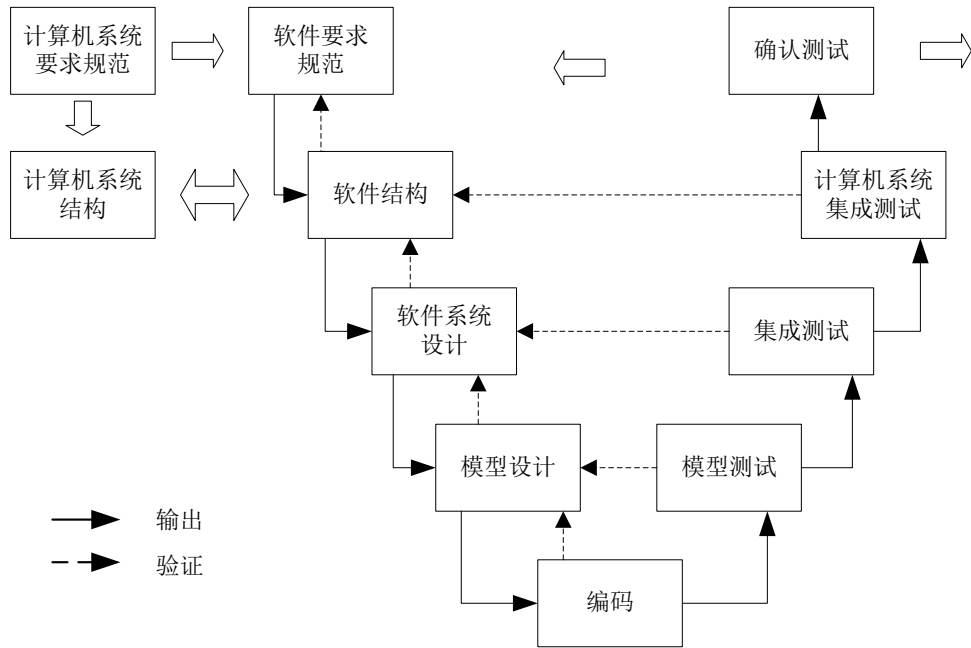 计算机系统
要求规范
软件要求
规范
确认测试
计算机系统
结构
软件结构
计算机系统
集成测试
软件系统
设计
集成测试
模型设计
模型测试
输出
验证
编码